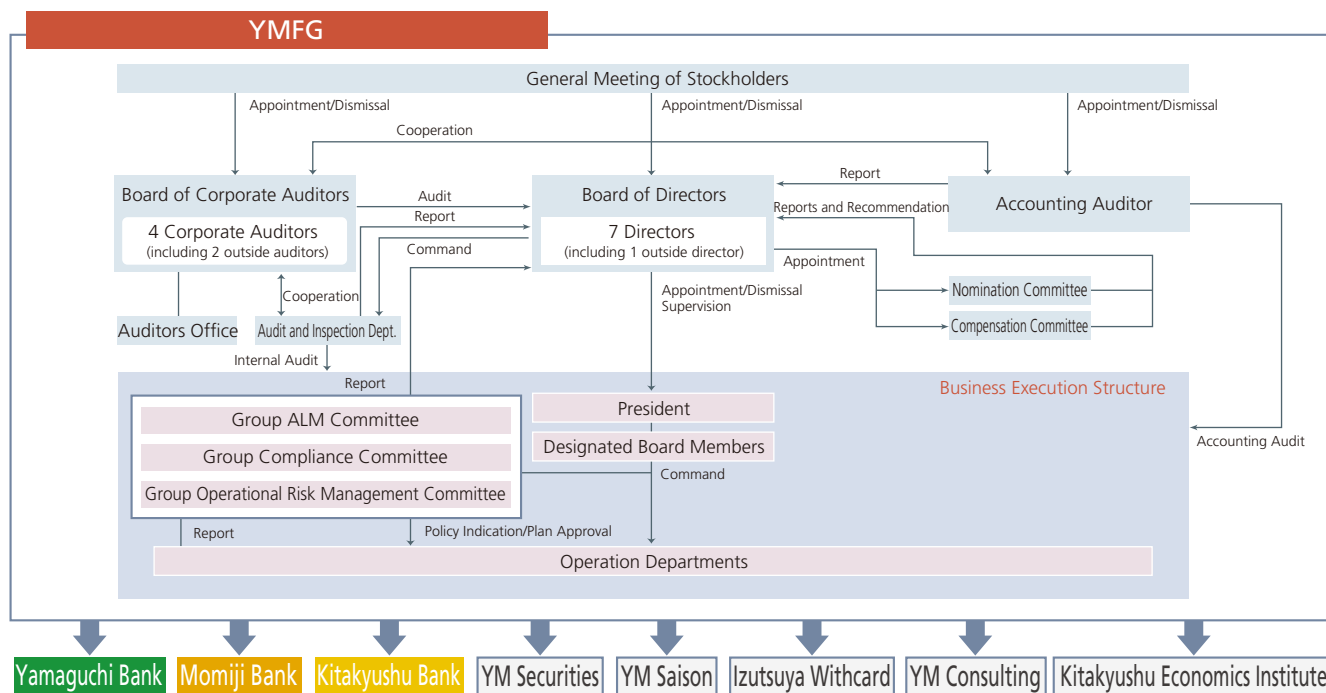 YMFG
General Meeting of Stockholders
Appointment/Dismissal
Appointment/Dismissal
Appointment/Dismissal
Cooperation
Board of Corporate Auditors
4 Corporate Auditors
(including 2 outside auditors)
Audit
Report
Command
Board of Directors
7 Directors
(including 1 outside director)
Report
Reports and Recommendation
Accounting Auditor
Appointment
Nomination Committee
Compensation Committee
Cooperation
Auditors Office
Audit and Inspection Dept.
Internal Audit
Appointment/Dismissal
Supervision
Report
Business Execution Structure
Accounting Audit
Group ALM Committee
Group Compliance Committee
Group Operational Risk Management Committee
President
Designated Board Members
Command
Report
Policy Indication/Plan Approval
Operation Departments
Yamaguchi Bank
Momiji Bank
Kitakyushu Bank
YM Securities
YM Saison
Izutsuya Withcard
YM Consulting
Kitakyushu Economics Institute